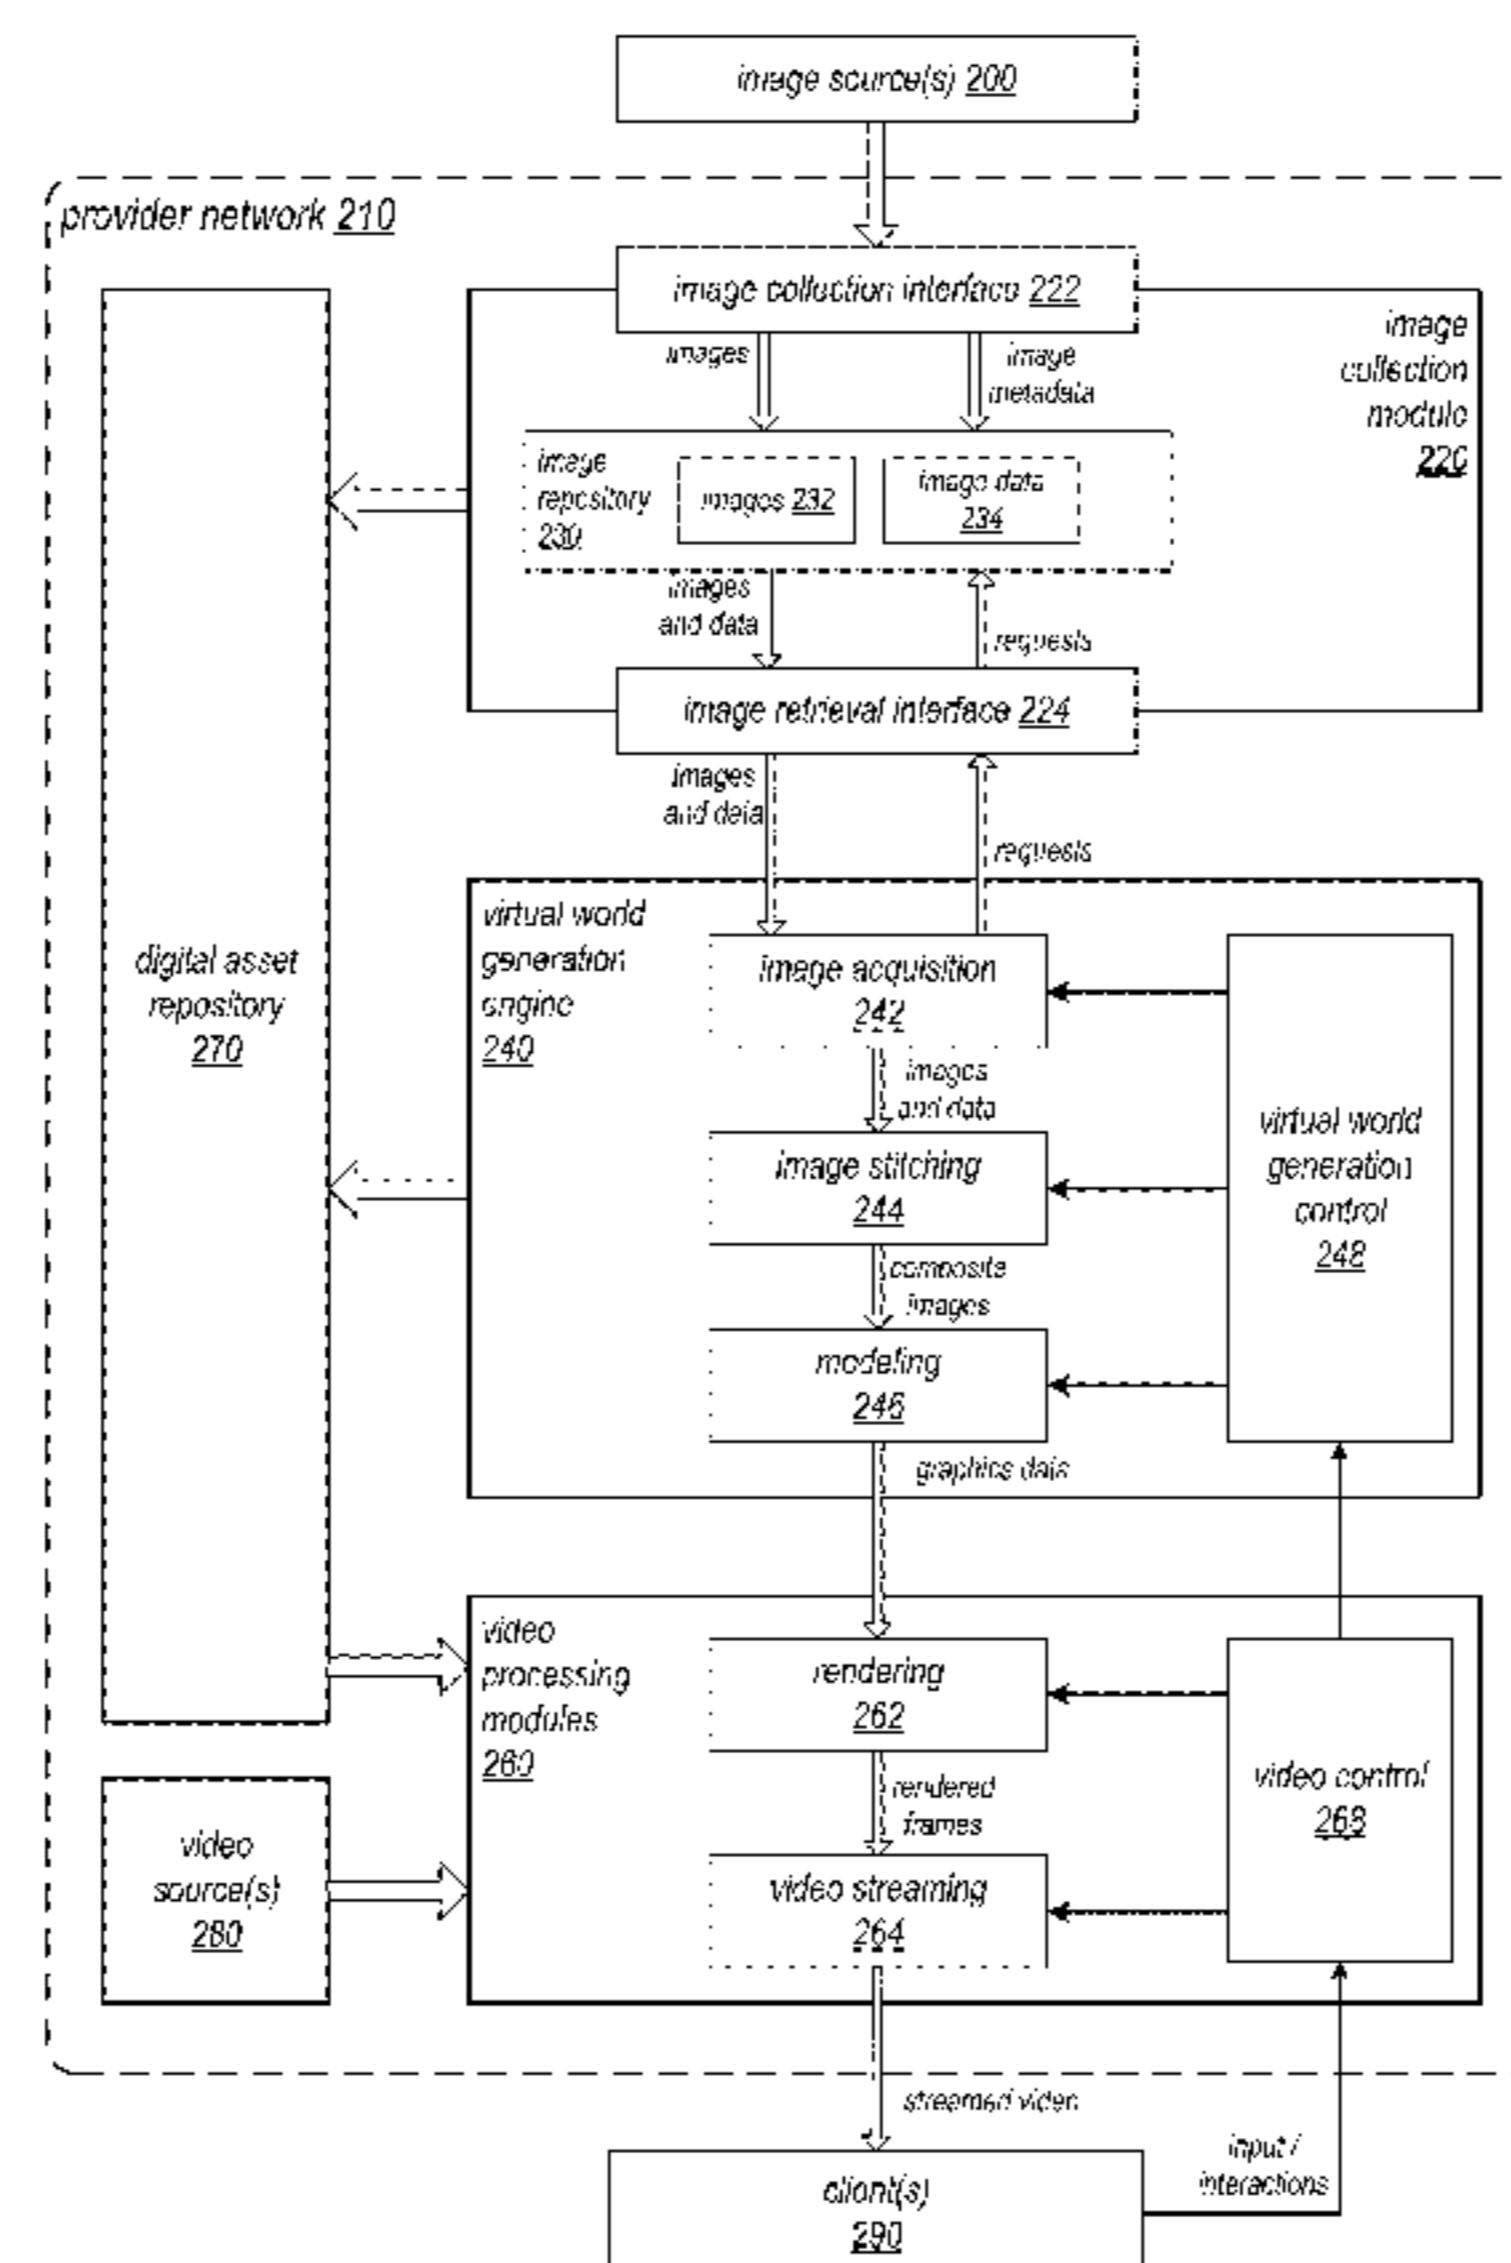 image source(s) 200
provider network 210
image collection interface 222
image
collection
module
220
images
image
metadata
image
repository
230
images 232
image data
234
images
and data
requests
image retrieval interface 224
images
and data
requests
virtual world
generation
engine
240
digital asset
repository
270
image acquisition
242
images
and data
image stitching
244
virtual world
generation
control
248
composite
images
modeling
246
graphics data
video
processing
modules
260
rendering
262
rendered
frames
video control
268
video
source(s)
280
video streaming
264
streamed video
input /
interactions
client(s)
290